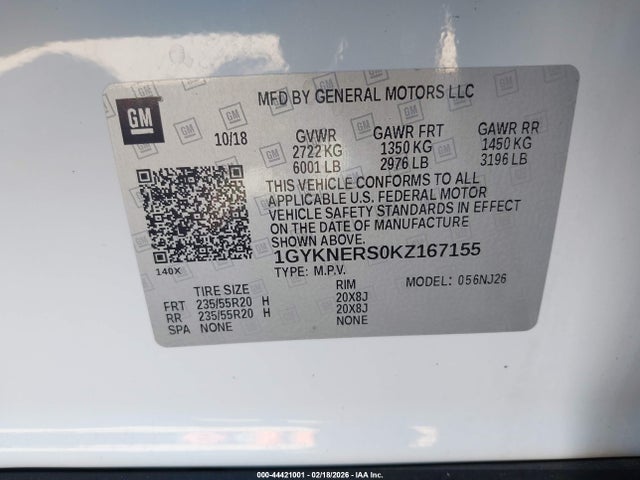 MFD BY GENERAL MOTORS LLC
GM
10/18
GVWR GAWR FRT GAWR RR
2722 KG 1350 KG 1450 KG
6001 LB 2976 LB 3196 LB
THIS VEHICLE CONFORMS TO ALL
APPLICABLE U.S. FEDERAL MOTOR
VEHICLE SAFETY STANDARDS IN EFFECT
ON THE DATE OF MANUFACTURE
SHOWN ABOVE.
1GYKNERS0KZ167155
140X
TYPE: M.P.V.
MODEL: 056NJ26
TIRE SIZE RIM
FRT 235/55R20 H 20X8J
RR 235/55R20 H 20X8J
SPA NONE NONE
000-44421001 - 02/18/2026 - IAA Inc.